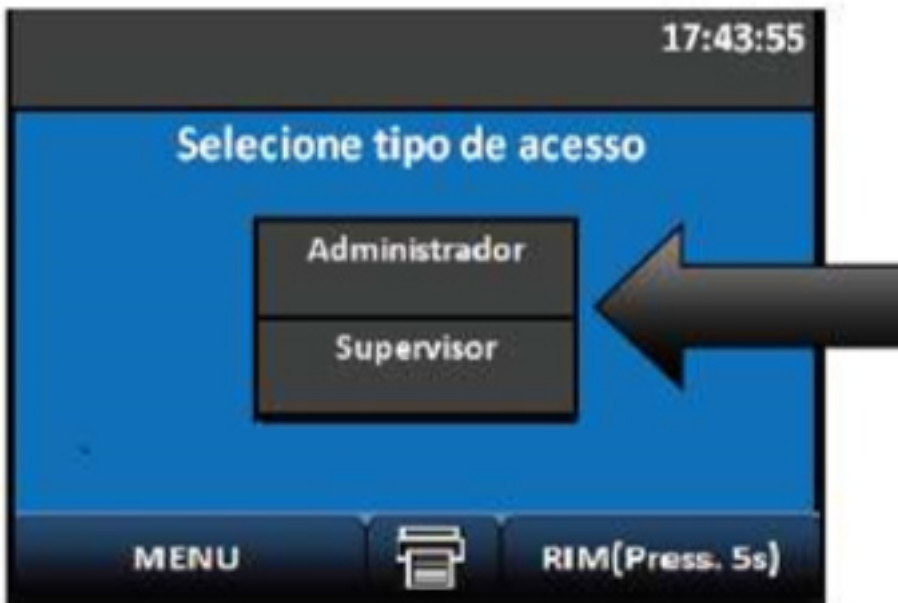 17:43:55
Selecione tipo de acesso
Administrador
Supervisor
MENU
RIM(Press. 5s)